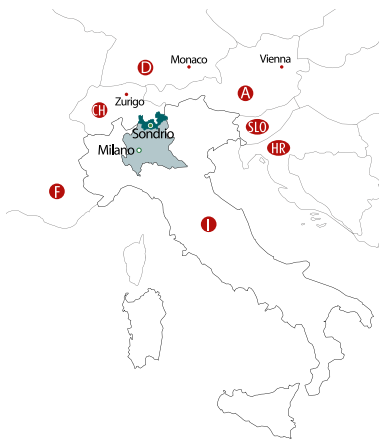 D
Monaco
Vienna
A
Zurigo
CH
SLO
Sondrio
HR
Milano
F
I